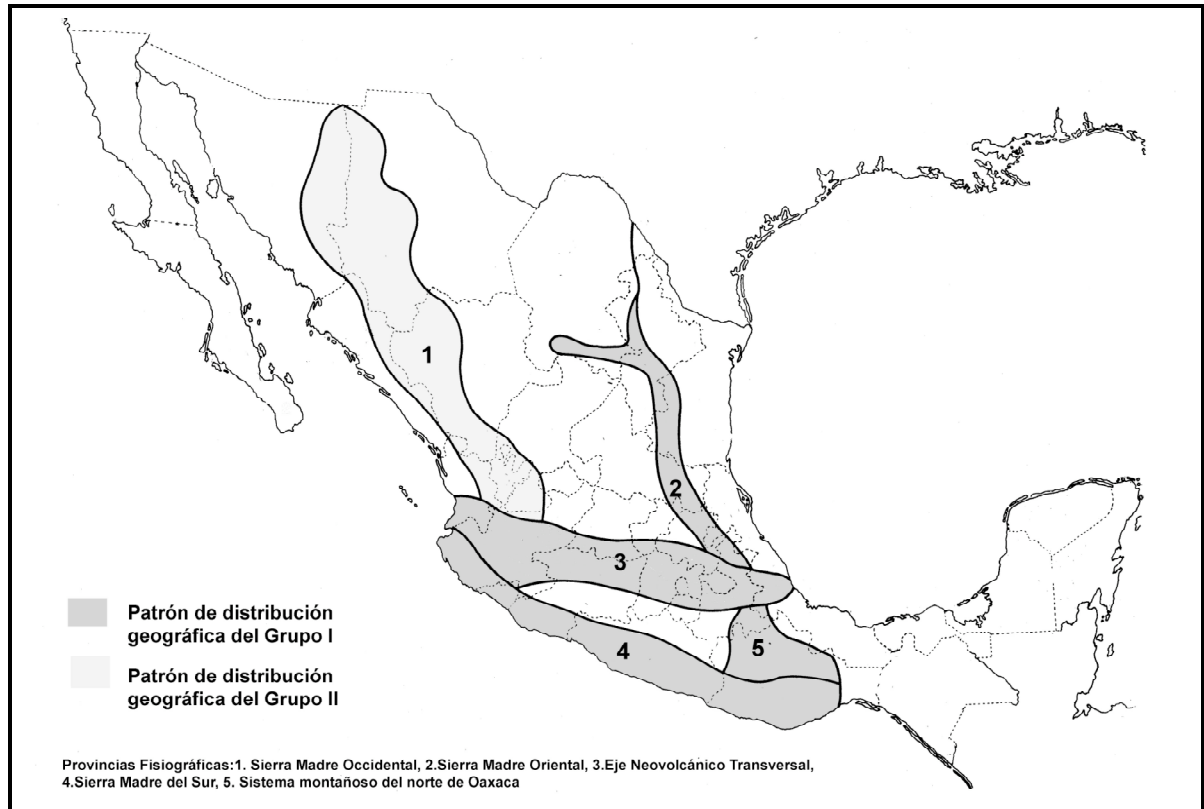 1
2
3
4
5
Patrón de distribución
geográfica del Grupo I
Patrón de distribución
geográfica del Grupo II
Provincias Fisiográficas:1. Sierra Madre Occidental, 2.Sierra Madre Oriental, 3.Eje Neovolcánico Transversal,
4.Sierra Madre del Sur, 5. Sistema montañoso del norte de Oaxaca